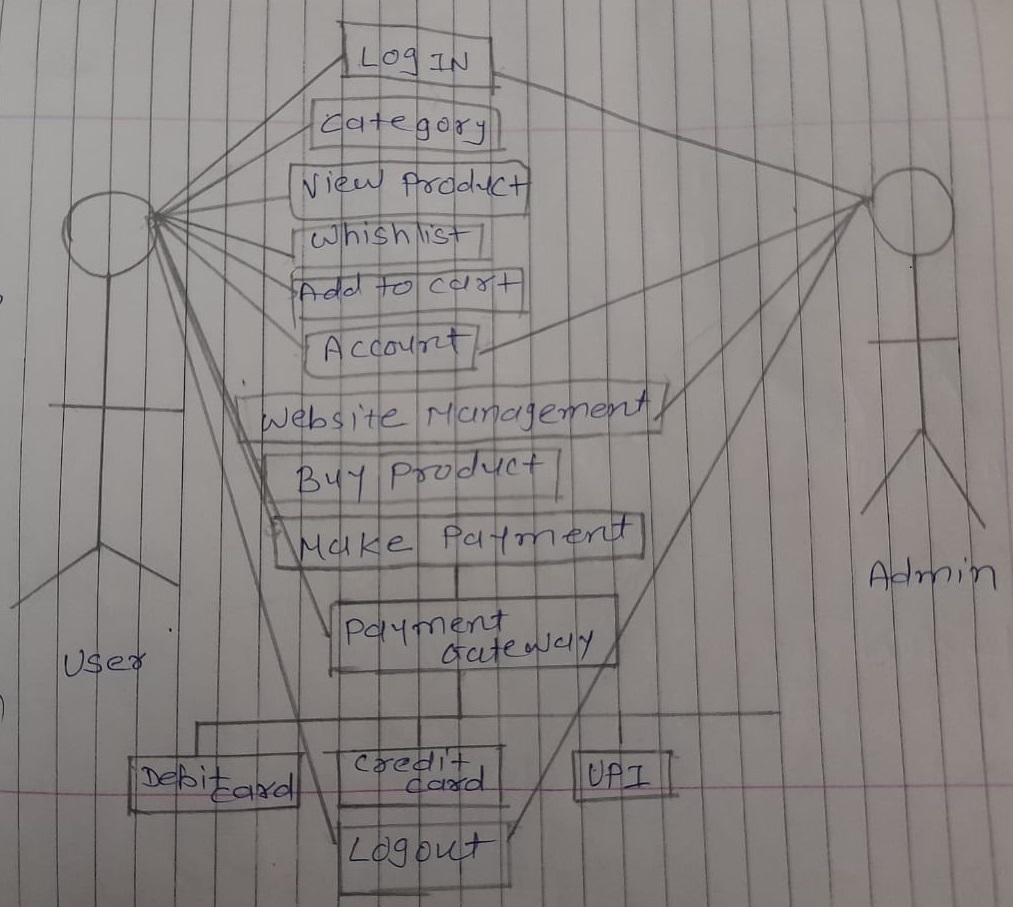 Log IN
Category
View Product
Whishlist
Add to cart
Account
Website Management
Buy Product
Make Payment
Admin
Payment
Gateway
User
Debit
card
Credit
card
UPI
Logout